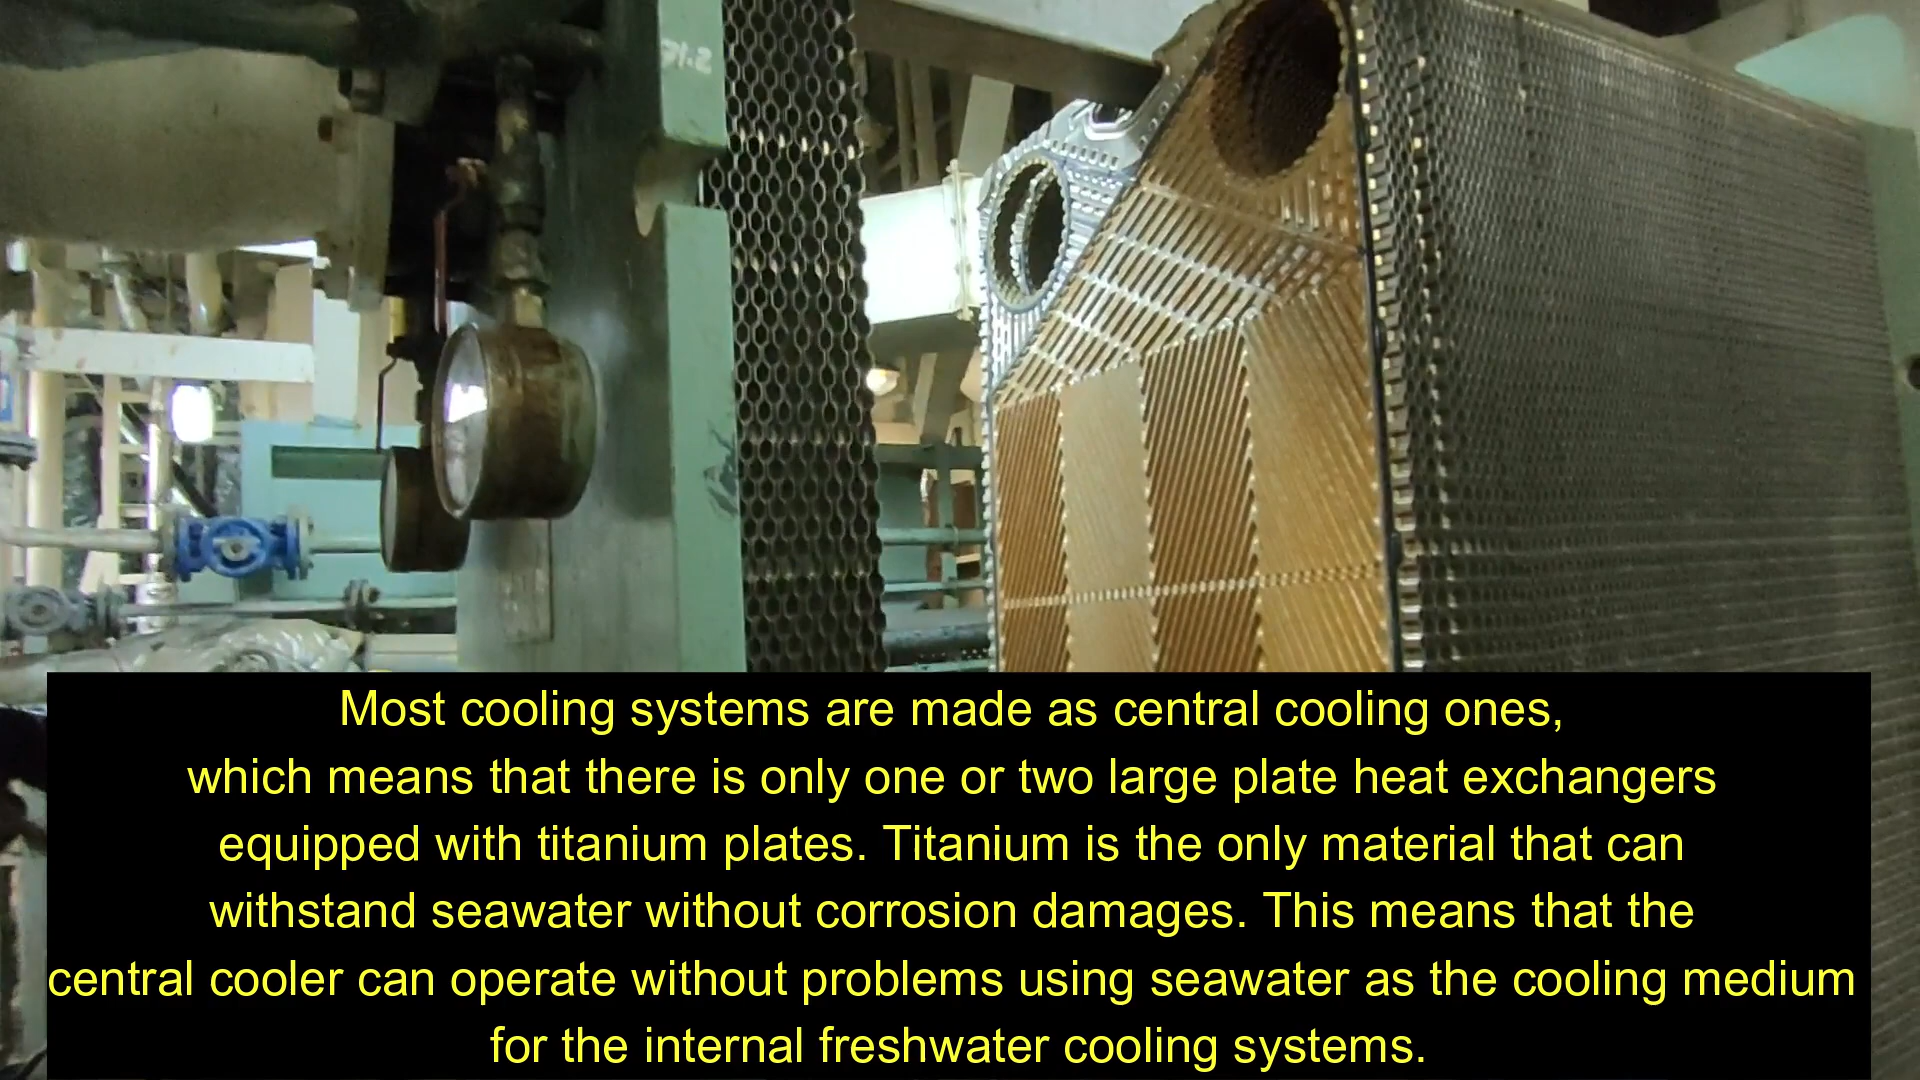 Most cooling systems are made as central cooling ones,
which means that there is only one or two large plate heat exchangers
equipped with titanium plates. Titanium is the only material that can
withstand seawater without corrosion damages. This means that the
central cooler can operate without problems using seawater as the cooling medium
for the internal freshwater cooling systems.